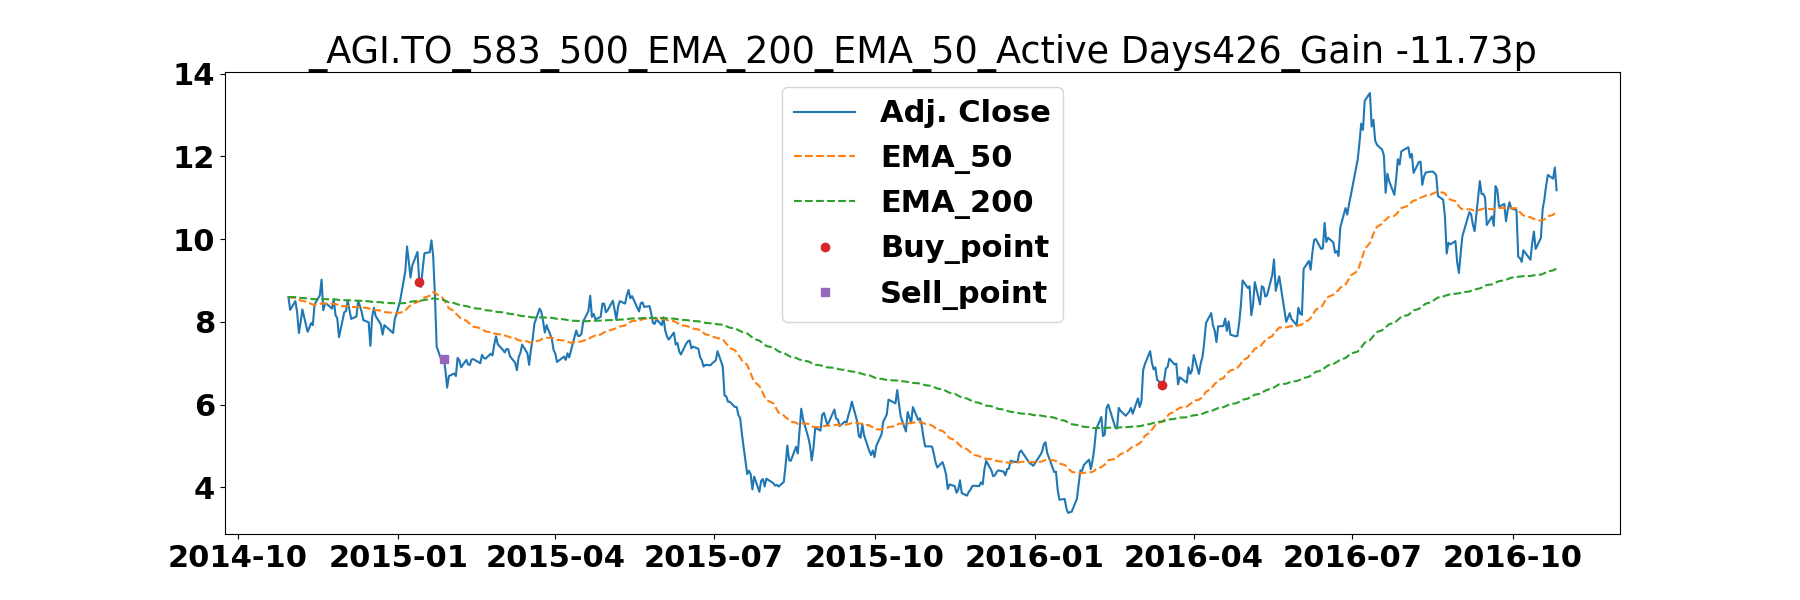 _AGI.TO_583_500_EMA_200_EMA_50_Active Days426_Gain -11.73p
14
12
10
8
6
4
Adj. Close
EMA_50
EMA_200
Buy_point
Sell_point
2014-10 2015-01 2015-04 2015-07 2015-10 2016-01 2016-04 2016-07 2016-10